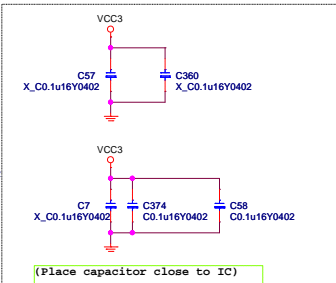 VCC3
C57 C360
X_C0.1u16Y0402 X_C0.1u16Y0402
VCC3
C7 C374 C58
X_C0.1u16Y0402 C0.1u16Y0402 C0.1u16Y0402
(Place capacitor close to IC)